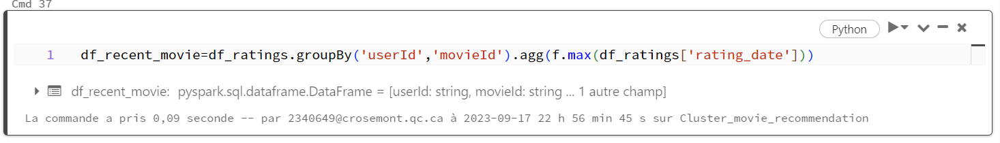 Cmd 37
Python
1 df_recent_movie=df_ratings.groupBy('userId','movieId').agg(f.max(df_ratings['rating_date']))
df_recent_movie: pyspark.sql.dataframe.DataFrame = [userId: string, movieId: string ... 1 autre champ]
La commande a pris 0,09 seconde -- par 2340649@crosemont.qc.ca à 2023-09-17 22 h 56 min 45 s sur Cluster_movie_recommendation